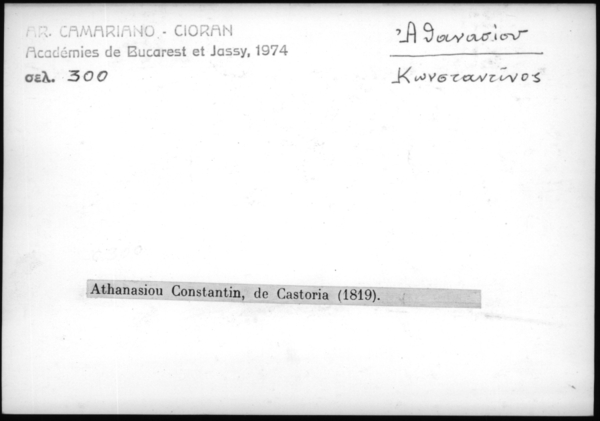 AR. CAMARIANO - CIORAN
Académies de Bucarest et Jassy, 1974
σελ. 300
Ἀθανασίου
Κωνσταντῖνος
Athanasiou Constantin, de Castoria (1819).